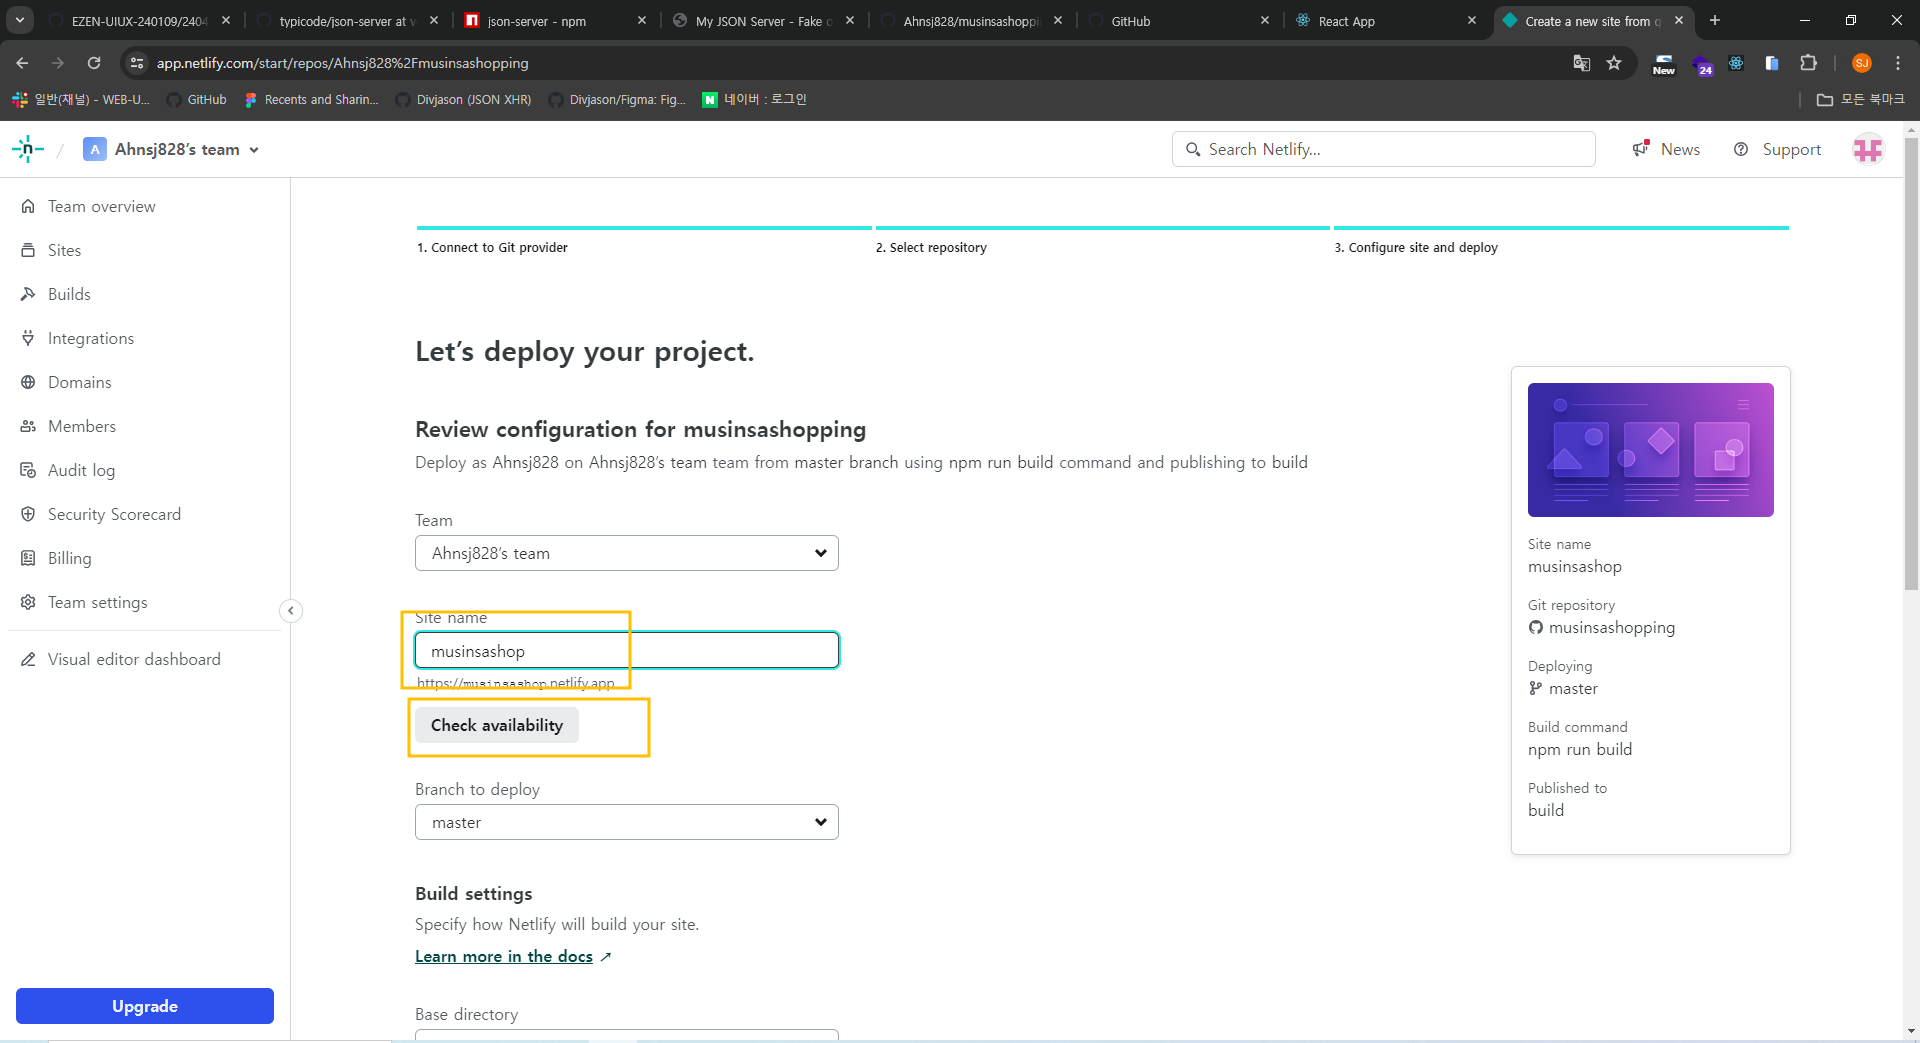 EZEN-UIUX-240109/2404
typicode/json-server at v
json-server - npm
My JSON Server - Fake o
Ahnsj828/musinsashoppi
GitHub
React App
Create a new site from q
app.netlify.com/start/repos/Ahnsj828%2Fmusinsashopping
New
24
SJ
일반(채널) - WEB-U...
GitHub
Recents and Sharin...
Divjason (JSON XHR)
Divjason/Figma: Fig...
N
네이버 : 로그인
모든 북마크
n
A
Ahnsj828's team
Search Netlify...
News
Support
Team overview
Sites
Builds
Integrations
Domains
Members
Audit log
Security Scorecard
Billing
Team settings
Visual editor dashboard
Upgrade
1. Connect to Git provider
2. Select repository
3. Configure site and deploy
Let's deploy your project.
Review configuration for musinsashopping
Deploy as Ahnsj828 on Ahnsj828's team team from master branch using npm run build command and publishing to build
Team
Ahnsj828's team
Site name
musinsashop
https://musinsashop.netlify.app
Check availability
Branch to deploy
master
Build settings
Specify how Netlify will build your site.
Learn more in the docs ↗
Base directory
Site name
musinsashop
Git repository
musinsashopping
Deploying
master
Build command
npm run build
Published to
build